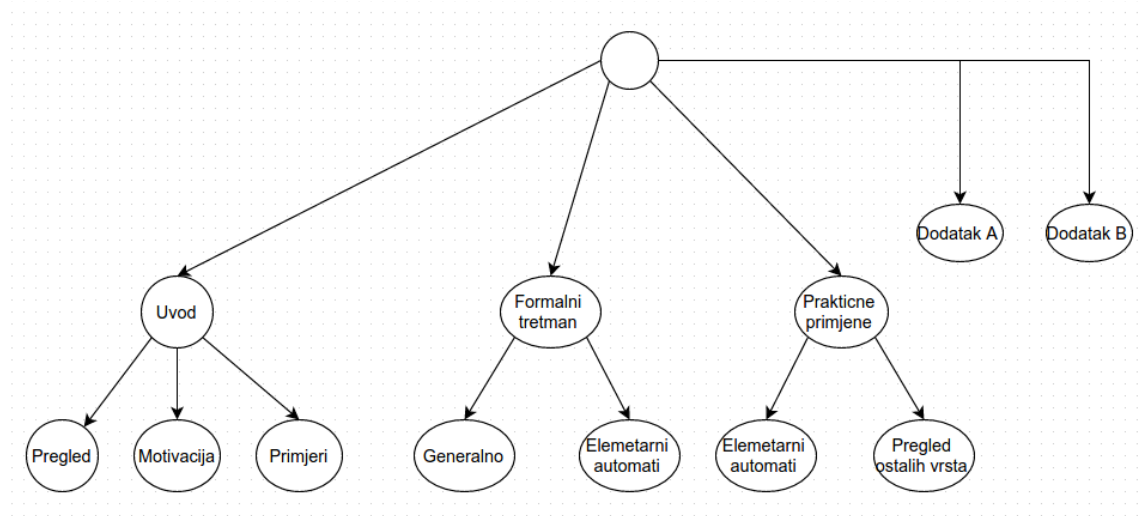 Dodatak A
Dodatak B
Uvod
Formalni
tretman
Prakticne
primjene
Pregled
Motivacija
Primjeri
Generalno
Elemetarni
automati
Elemetarni
automati
Pregled
ostalih vrsta